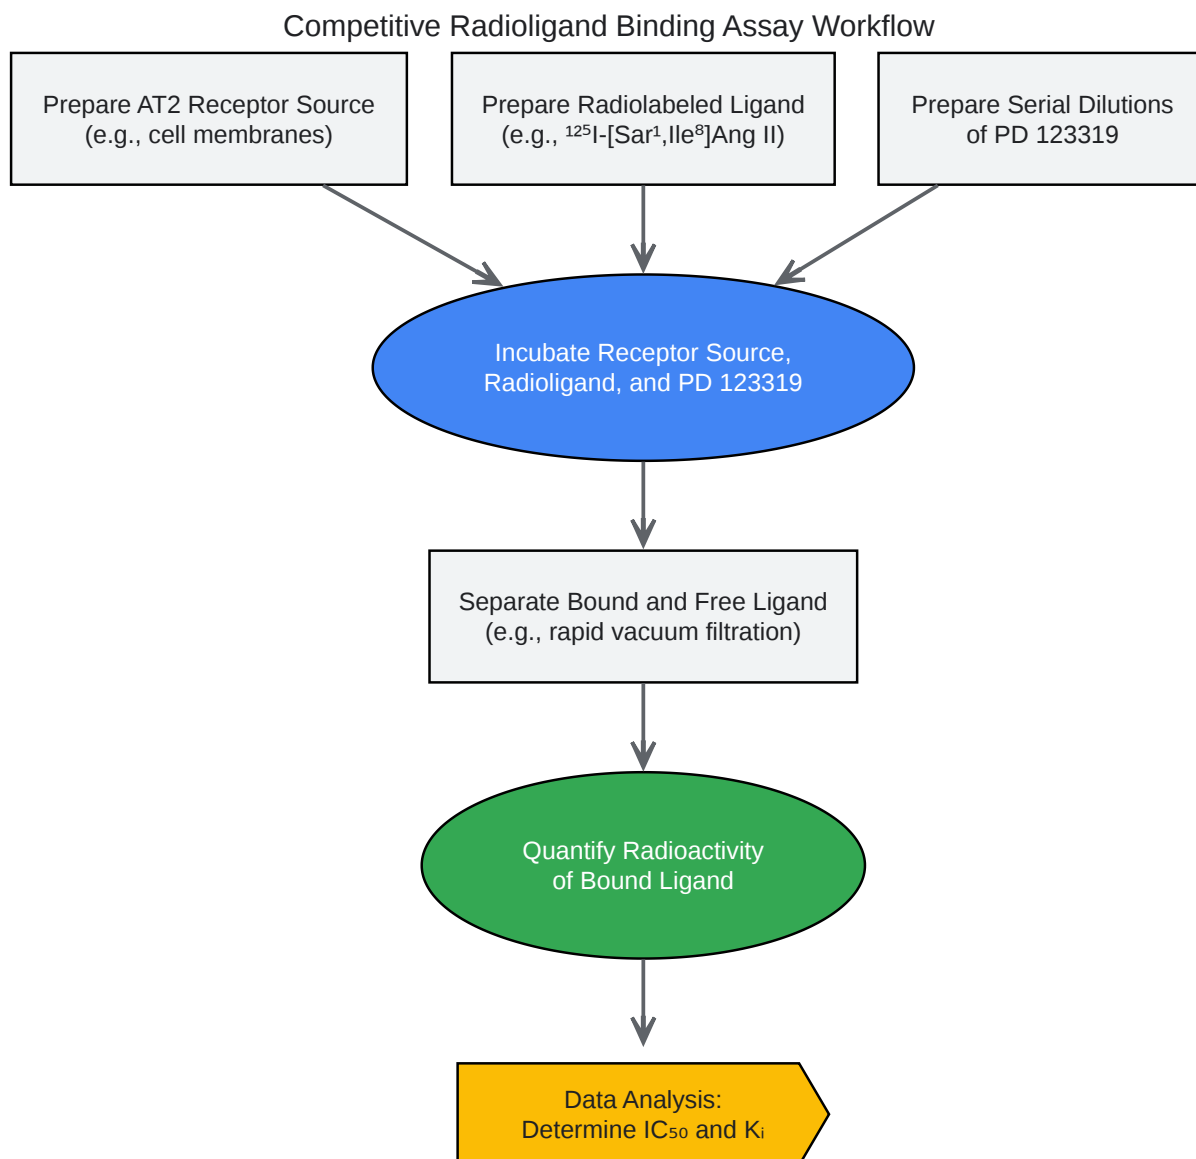 Competitive Radioligand Binding Assay Workflow
Prepare AT2 Receptor Source
(e.g., cell membranes)
Prepare Radiolabeled Ligand
(e.g., ¹²⁵I-[Sar¹,Ile⁸]Ang II)
Prepare Serial Dilutions
of PD 123319
Incubate Receptor Source,
Radioligand, and PD 123319
Separate Bound and Free Ligand
(e.g., rapid vacuum filtration)
Quantify Radioactivity
of Bound Ligand
Data Analysis:
Determine IC₅₀ and Kᵢ